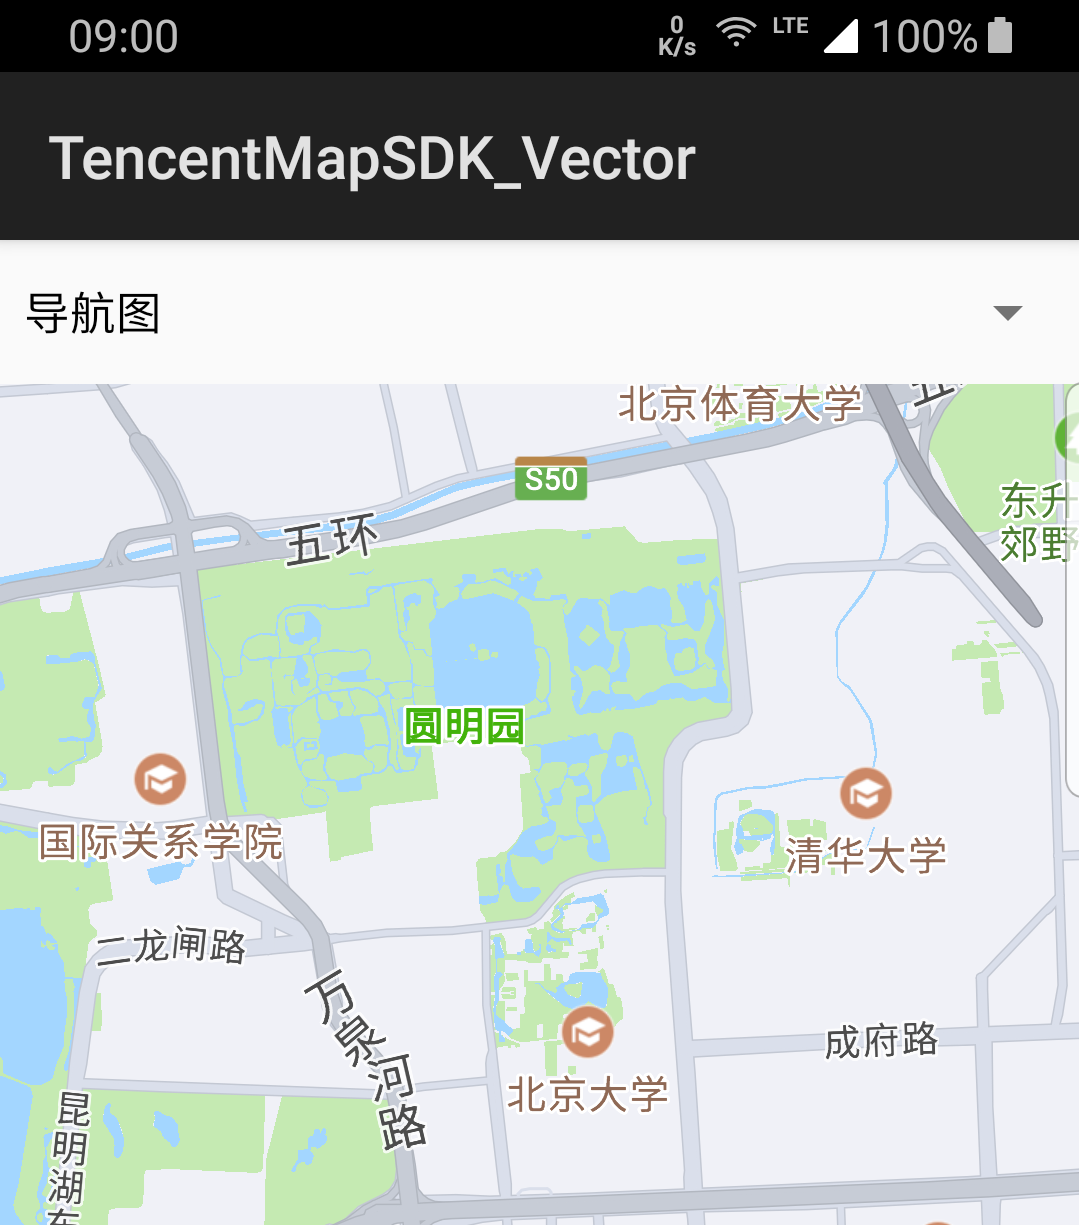 09:00
0
K/s
LTE
100%
TencentMapSDK_Vector
导航图
北京体育大学
S50
五环
东升
郊野
圆明园
国际关系学院
清华大学
二龙闸路
万泉河路
成府路
北京大学
昆明湖东